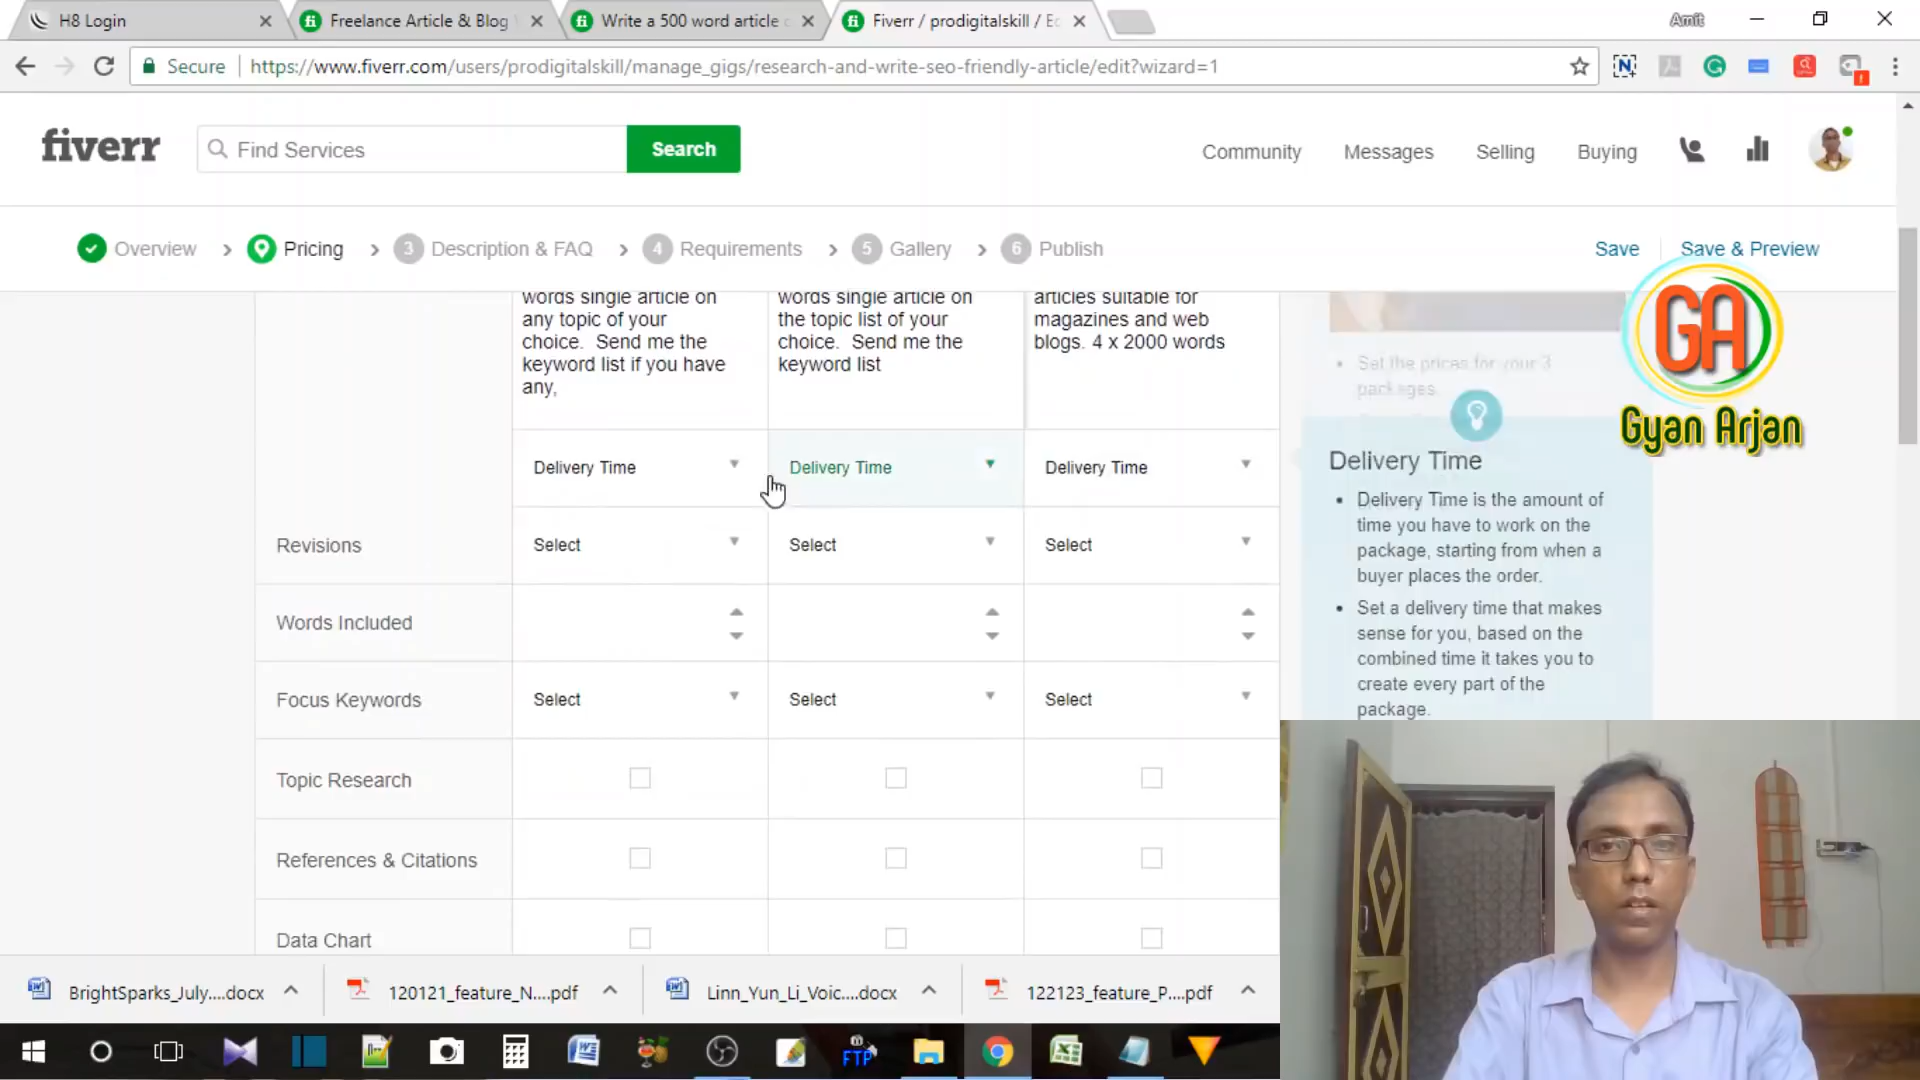 H8 Login
Freelance Article & Blog
Write a 500 word article
Fiverr / prodigitalskill / Ec
Amit
Secure
https://www.fiverr.com/users/prodigitalskill/manage_gigs/research-and-write-seo-friendly-article/edit?wizard=1
fiverr
Find Services
Search
Community
Messages
Selling
Buying
Overview
Pricing
3
Description & FAQ
4
Requirements
5
Gallery
6
Publish
Save
Save & Preview
words single article on
any topic of your
choice. Send me the
keyword list if you have
any,
words single article on
the topic list of your
choice. Send me the
keyword list
articles suitable for
magazines and web
blogs. 4 x 2000 words
Set the prices for your 3
packages.
GA
Gyan Arjan
Delivery Time
Delivery Time
Delivery Time
Delivery Time
Delivery Time is the amount of
time you have to work on the
package, starting from when a
buyer places the order.
Set a delivery time that makes
sense for you, based on the
combined time it takes you to
create every part of the
package.
Revisions
Select
Select
Select
Words Included
Focus Keywords
Select
Select
Select
Topic Research
References & Citations
Data Chart
BrightSparks_July....docx
120121_feature_N....pdf
Linn_Yun_Li_Voic....docx
122123_feature_P....pdf
FTP